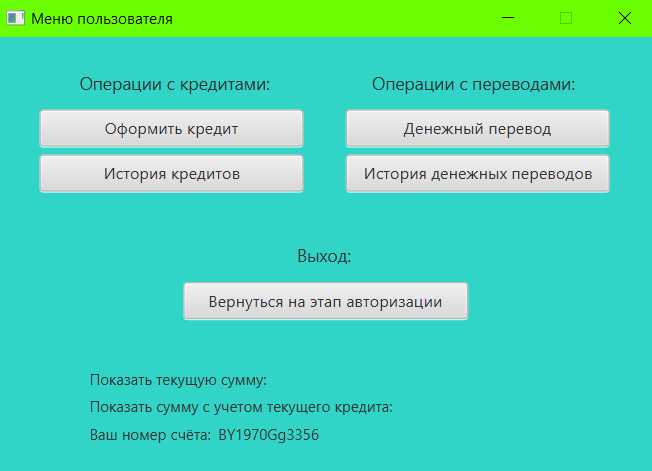 Меню пользователя
Операции с кредитами:
Операции с переводами:
Оформить кредит
Денежный перевод
История кредитов
История денежных переводов
Выход:
Вернуться на этап авторизации
Показать текущую сумму:
Показать сумму с учетом текущего кредита:
Ваш номер счёта: BY1970Gg3356